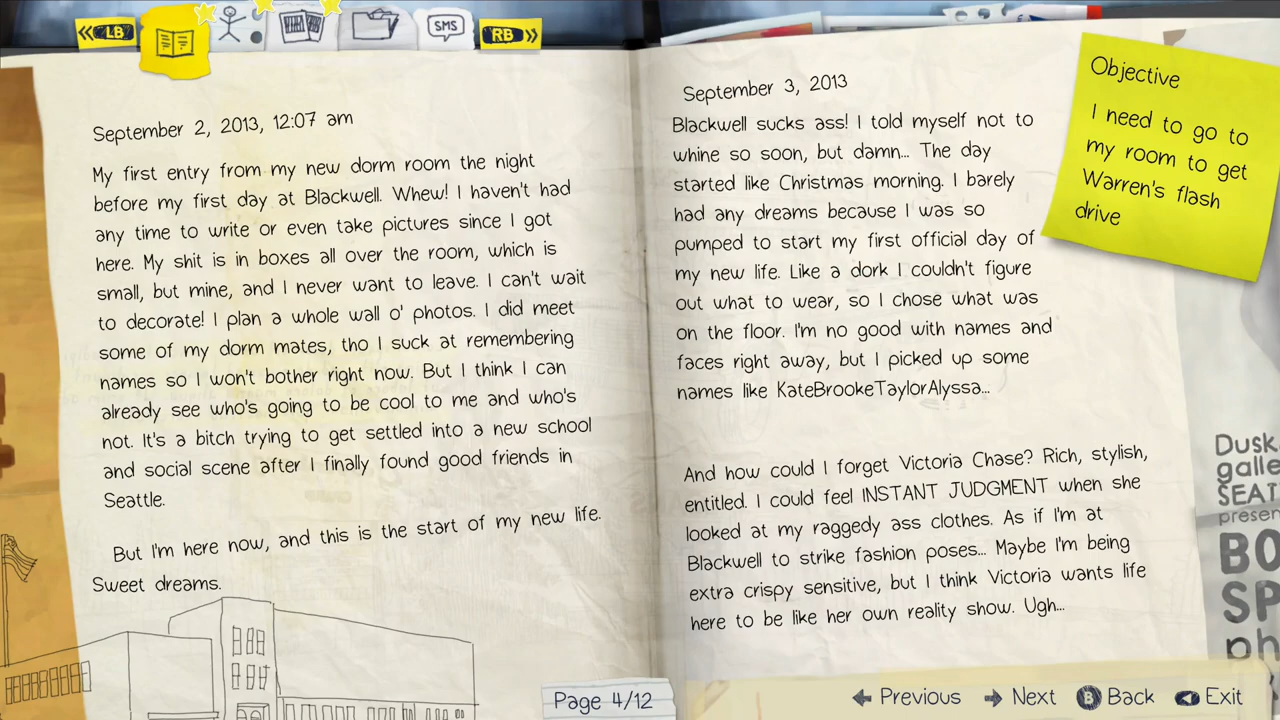 LB
SMS
RB
September 2, 2013, 12:07 am
My first entry from my new dorm room the night
before my first day at Blackwell. Whew! I haven't had
any time to write or even take pictures since I got
here. My shit is in boxes all over the room, which is
small, but mine, and I never want to leave. I can't wait
to decorate! I plan a whole wall o' photos. I did meet
some of my dorm mates, tho I suck at remembering
names so I won't bother right now. But I think I can
already see who's going to be cool to me and who's
not. It's a bitch trying to get settled into a new school
and social scene after I finally found good friends in
Seattle.
But I'm here now, and this is the start of my new life.
Sweet dreams.
September 3, 2013
Blackwell sucks ass! I told myself not to
whine so soon, but damn... The day
started like Christmas morning. I barely
had any dreams because I was so
pumped to start my first official day of
my new life. Like a dork I couldn't figure
out what to wear, so I chose what was
on the floor. I'm no good with names and
faces right away, but I picked up some
names like KateBrookeTaylorAlyssa...
And how could I forget Victoria Chase? Rich, stylish,
entitled. I could feel INSTANT JUDGMENT when she
looked at my raggedy ass clothes. As if I'm at
Blackwell to strike fashion poses... Maybe I'm being
extra crispy sensitive, but I think Victoria wants life
here to be like her own reality show. Ugh...
Objective
I need to go to
my room to get
Warren's flash
drive
Dusk
galle
SEAT
presen
BO
SP
ph
Page 4/12
Previous
Next
B Back
Exit